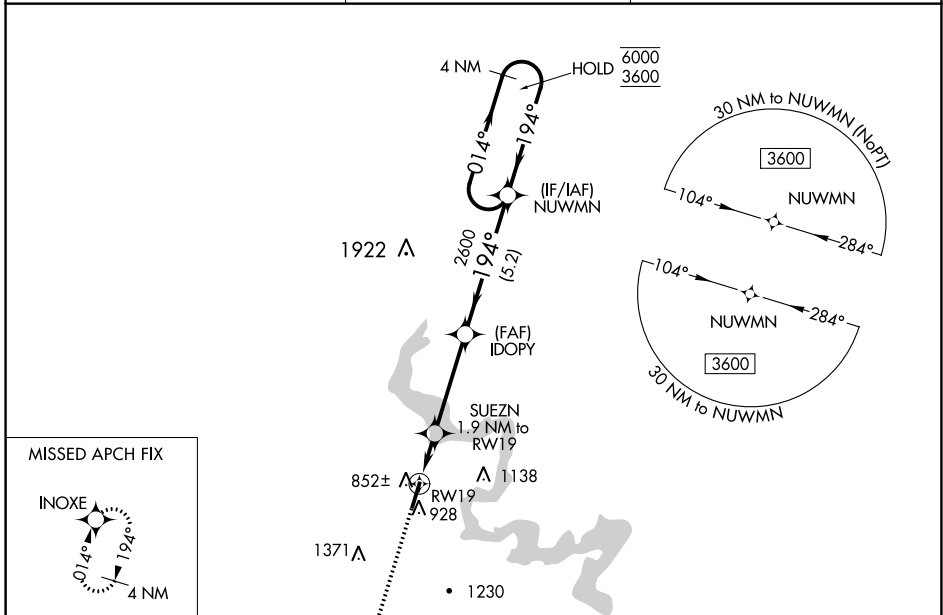 4 NM
HOLD 6000
3600
014°
194°
(IF/IAF)
NUWMN
1922
2600
194°
(5.2)
(FAF)
IDOPY
SUEZN
1.9 NM to
RW19
852±
RW19
928
1138
1371
1230
30 NM to NUWMN (NoPT)
3600
NUWMN
104°
284°
104°
284°
NUWMN
3600
30 NM to NUWMN
MISSED APCH FIX
INOXE
014°
194°
4 NM